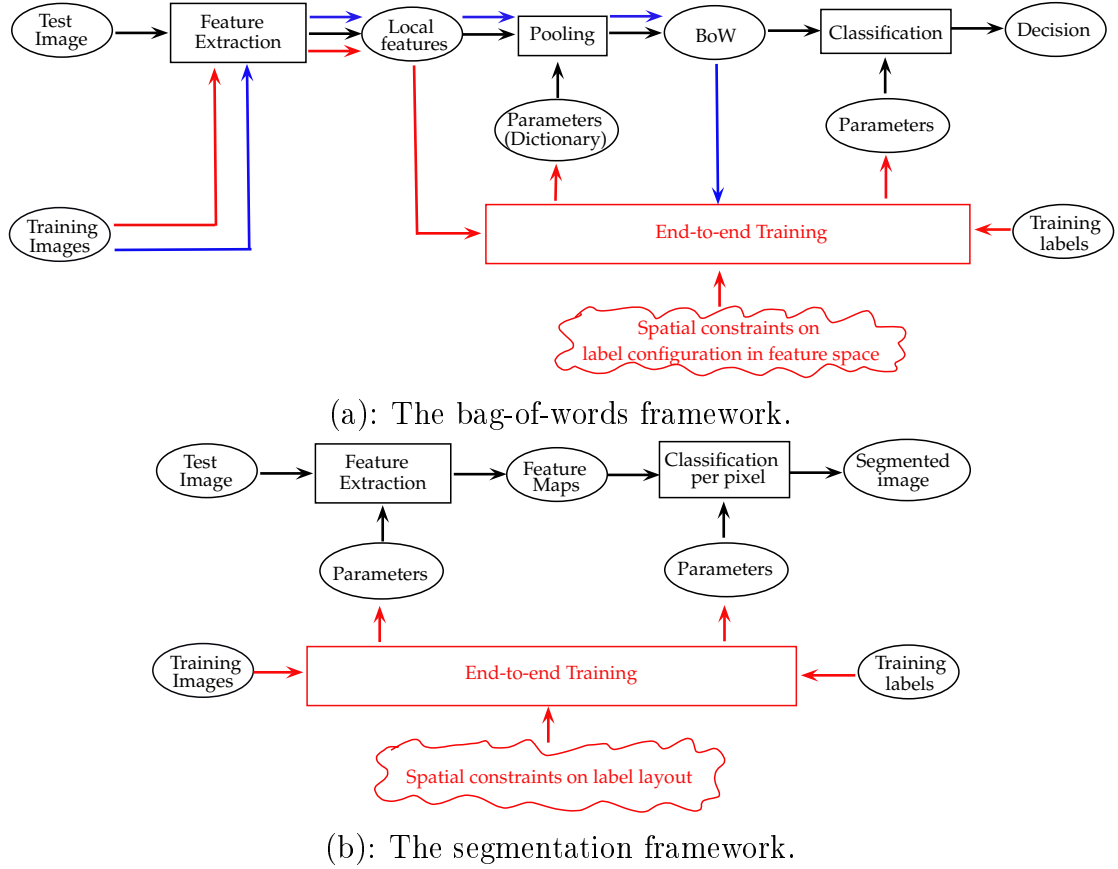 Test
Image
Feature
Extraction
Local
features
Pooling
BoW
Classification
Decision
Parameters
(Dictionary)
Parameters
Training
Images
End-to-end Training
Training
labels
Spatial constraints on
label configuration in feature space
(a): The bag-of-words framework.
Test
Image
Feature
Extraction
Feature
Maps
Classification
per pixel
Segmented
image
Parameters
Parameters
Training
Images
End-to-end Training
Training
labels
Spatial constraints on label layout
(b): The segmentation framework.